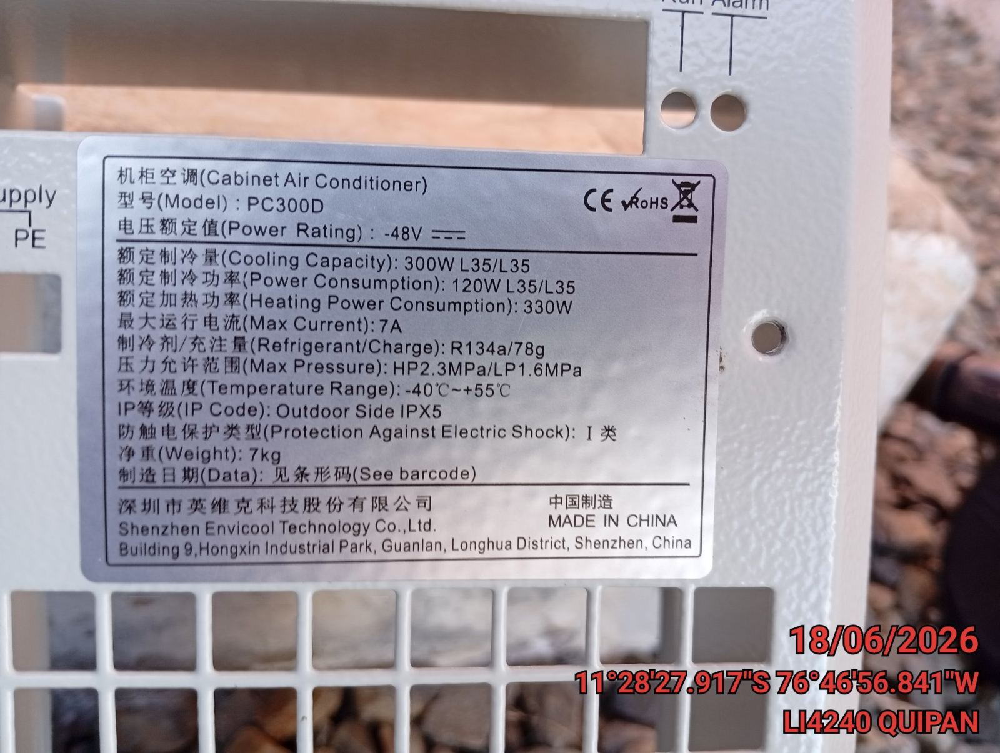 Run Alarm
upply
PE
机柜空调(Cabinet Air Conditioner)
型号(Model) : PC300D
CE RoHS
电压额定值(Power Rating) : -48V
额定制冷量(Cooling Capacity): 300W L35/L35
额定制冷功率(Power Consumption): 120W L35/L35
额定加热功率(Heating Power Consumption): 330W
最大运行电流(Max Current): 7A
制冷剂/充注量(Refrigerant/Charge): R134a/78g
压力允许范围(Max Pressure): HP2.3MPa/LP1.6MPa
环境温度(Temperature Range): -40℃~+55℃
IP等级(IP Code): Outdoor Side IPX5
防触电保护类型(Protection Against Electric Shock): I 类
净重(Weight): 7kg
制造日期(Data): 见条形码(See barcode)
深圳市英维克科技股份有限公司
中国制造
Shenzhen Envicool Technology Co.,Ltd.
MADE IN CHINA
Building 9,Hongxin Industrial Park, Guanlan, Longhua District, Shenzhen, China
18/06/2026
11°28'27.917"S 76°46'56.841"W
LI4240 QUIPAN